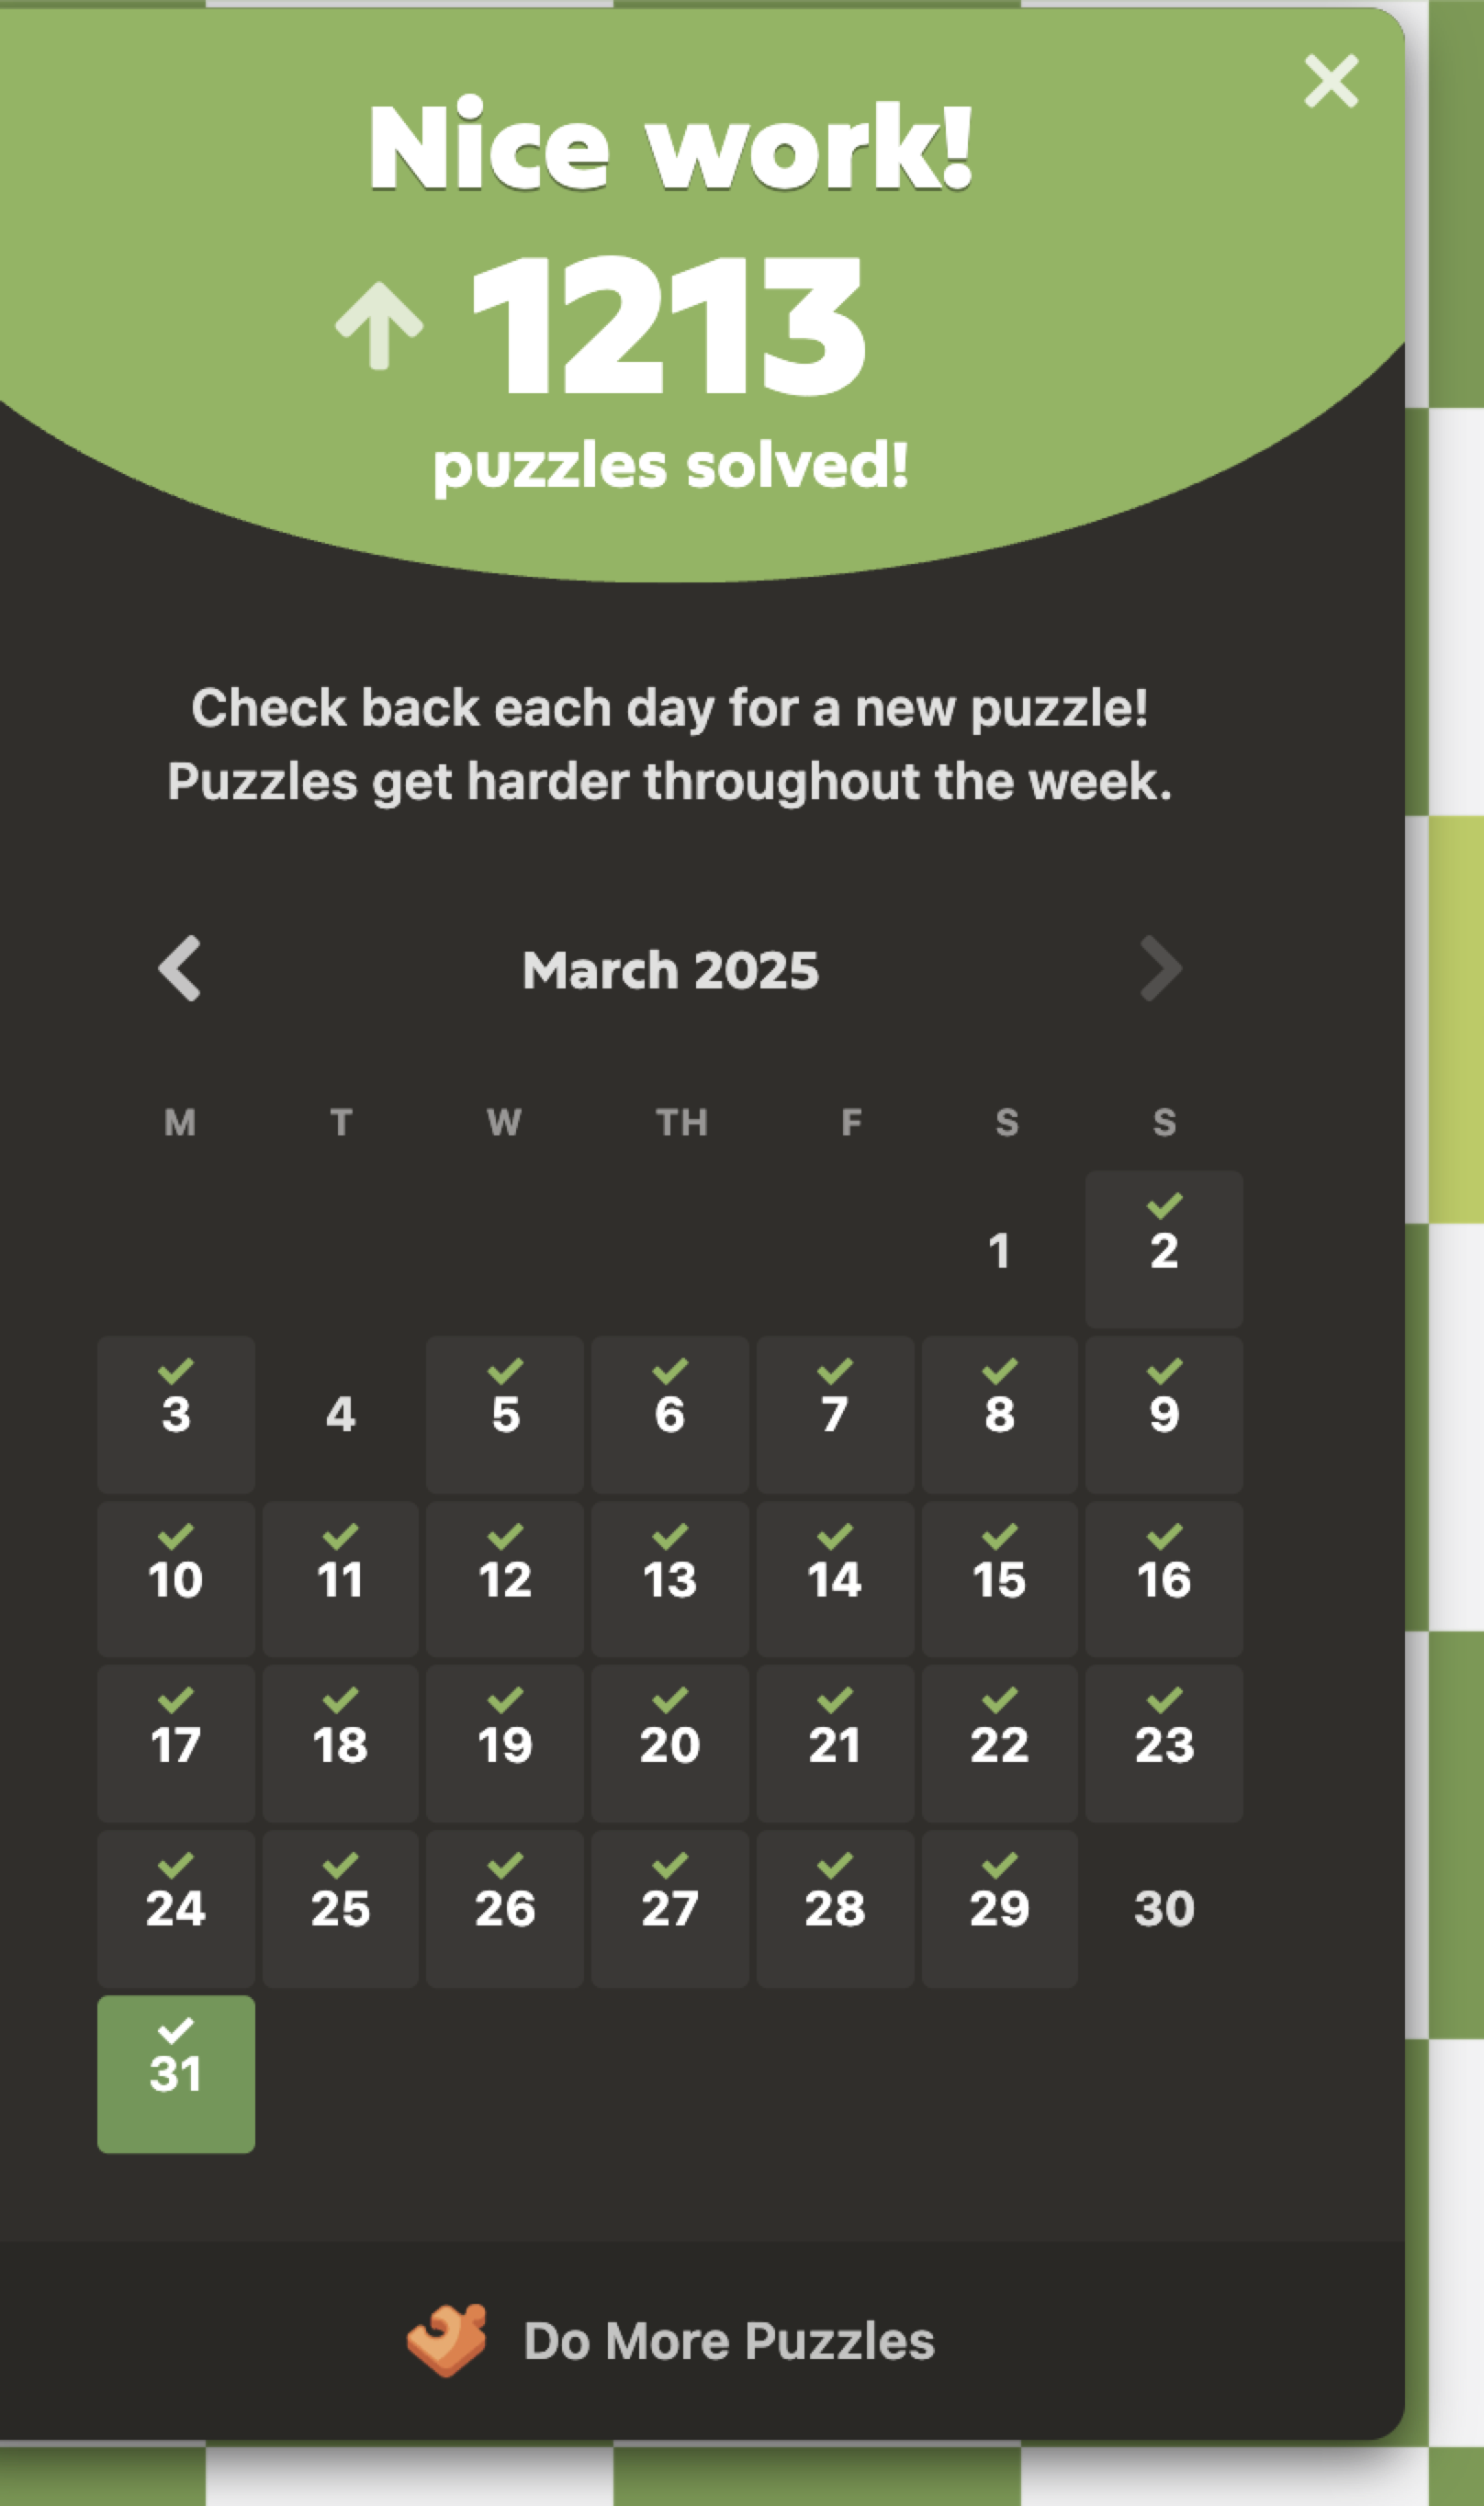 Nice work!
1213
puzzles solved!
Check back each day for a new puzzle!
Puzzles get harder throughout the week.
March 2025
M T W TH F S S
1 2
3 4 5 6 7 8 9
10 11 12 13 14 15 16
17 18 19 20 21 22 23
24 25 26 27 28 29 30
31
Do More Puzzles